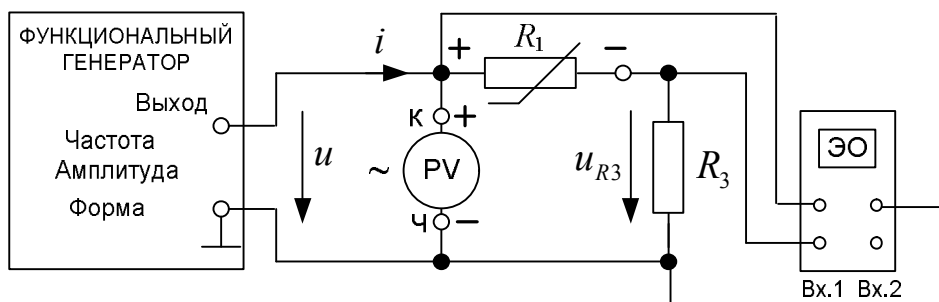 ФУНКЦИОНАЛЬНЫЙ
ГЕНЕРАТОР
Выход
Частота
Амплитуда
Форма
i
u
+
R1
−
к
+
~
PV
ч
−
uR3
R3
ЭО
Вх.1 Вх.2